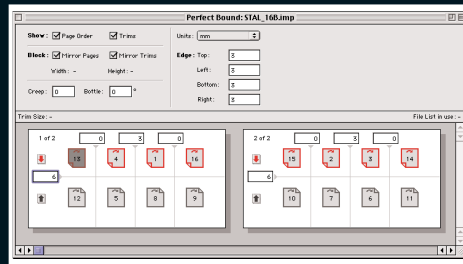 Perfect Bound: STAL_16B.imp
Show: Page Order Trims Units: mm
Block: Mirror Pages Mirror Trims Edge: Top: 3
Width: - Height: - Left: 3
Creep: 0 Bottle: 0 ° Bottom: 3
Right: 3
Trim Size: - File List in use: -
1 of 2 0 3 0 2 of 2 0 3 0
13 4 1 16 15 2 3 14
6 6
12 5 8 9 10 7 6 11